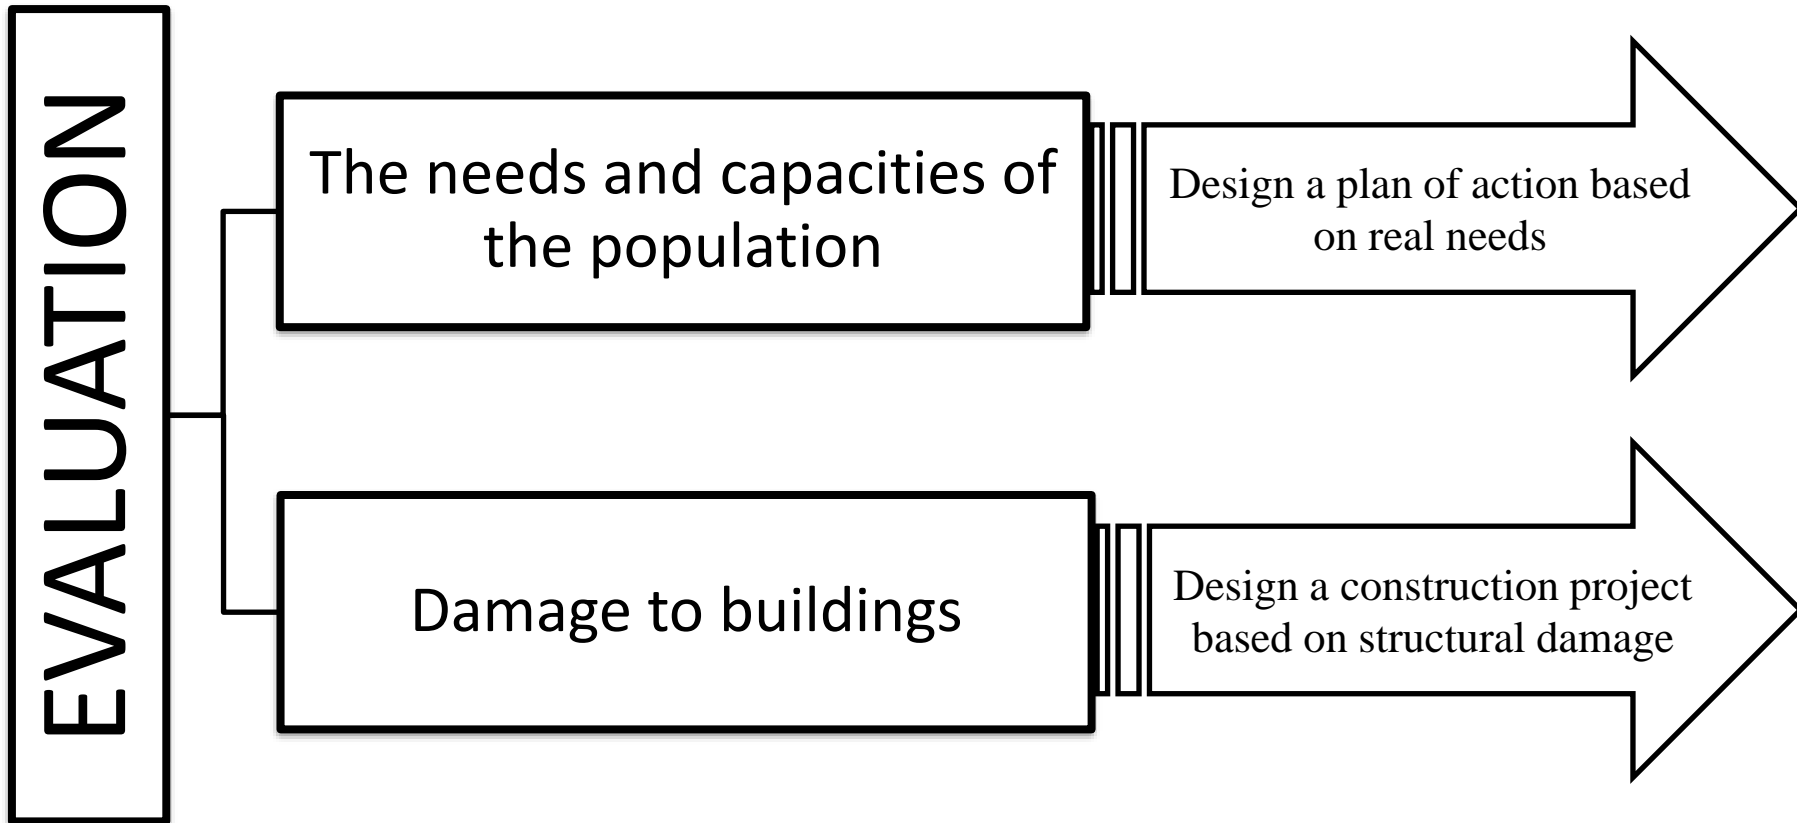 EVALUATION
The needs and capacities of
the population
Design a plan of action based
on real needs
Damage to buildings
Design a construction project
based on structural damage